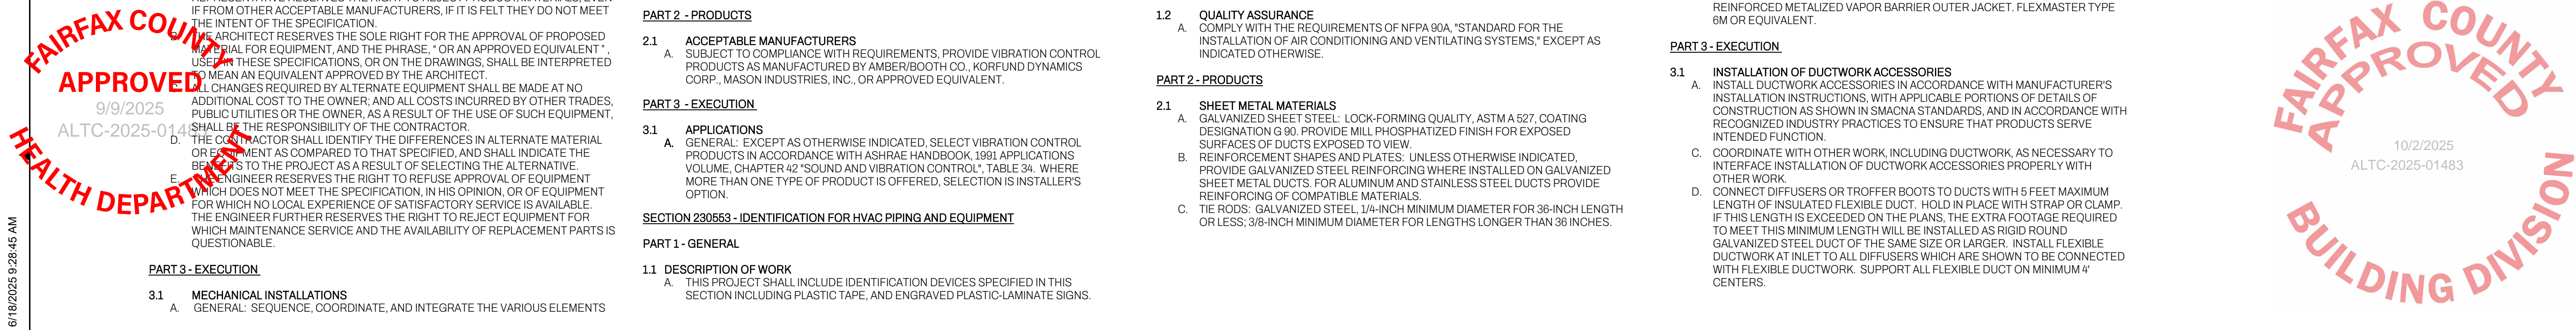 REPRESENTATIVE RESERVES THE RIGHT TO REJECT PRODUCT/MATERIALS, EVEN
IF FROM OTHER ACCEPTABLE MANUFACTURERS, IF IT IS FELT THEY DO NOT MEET
THE INTENT OF THE SPECIFICATION.
B. THE ARCHITECT RESERVES THE SOLE RIGHT FOR THE APPROVAL OF PROPOSED
MATERIAL FOR EQUIPMENT, AND THE PHRASE, " OR AN APPROVED EQUIVALENT ",
USED IN THESE SPECIFICATIONS, OR ON THE DRAWINGS, SHALL BE INTERPRETED
TO MEAN AN EQUIVALENT APPROVED BY THE ARCHITECT.
C. ALL CHANGES REQUIRED BY ALTERNATE EQUIPMENT SHALL BE MADE AT NO
ADDITIONAL COST TO THE OWNER; AND ALL COSTS INCURRED BY OTHER TRADES,
PUBLIC UTILITIES OR THE OWNER, AS A RESULT OF THE USE OF SUCH EQUIPMENT,
SHALL BE THE RESPONSIBILITY OF THE CONTRACTOR.
D. THE CONTRACTOR SHALL IDENTIFY THE DIFFERENCES IN ALTERNATE MATERIAL
OR EQUIPMENT AS COMPARED TO THAT SPECIFIED, AND SHALL INDICATE THE
BENEFITS TO THE PROJECT AS A RESULT OF SELECTING THE ALTERNATIVE.
E. THE ENGINEER RESERVES THE RIGHT TO REFUSE APPROVAL OF EQUIPMENT
WHICH DOES NOT MEET THE SPECIFICATION, IN HIS OPINION, OR OF EQUIPMENT
FOR WHICH NO LOCAL EXPERIENCE OF SATISFACTORY SERVICE IS AVAILABLE.
THE ENGINEER FURTHER RESERVES THE RIGHT TO REJECT EQUIPMENT FOR
WHICH MAINTENANCE SERVICE AND THE AVAILABILITY OF REPLACEMENT PARTS IS
QUESTIONABLE.
PART 3 - EXECUTION
3.1 MECHANICAL INSTALLATIONS
A. GENERAL: SEQUENCE, COORDINATE, AND INTEGRATE THE VARIOUS ELEMENTS
FAIRFAX COUNTY
APPROVED
9/9/2025
ALTC-2025-01483
HEALTH DEPARTMENT
6/18/2025 9:28:45 AM
PART 2 - PRODUCTS
2.1 ACCEPTABLE MANUFACTURERS
A. SUBJECT TO COMPLIANCE WITH REQUIREMENTS, PROVIDE VIBRATION CONTROL
PRODUCTS AS MANUFACTURED BY AMBER/BOOTH CO., KORFUND DYNAMICS
CORP., MASON INDUSTRIES, INC., OR APPROVED EQUIVALENT.
PART 3 - EXECUTION
3.1 APPLICATIONS
A. GENERAL: EXCEPT AS OTHERWISE INDICATED, SELECT VIBRATION CONTROL
PRODUCTS IN ACCORDANCE WITH ASHRAE HANDBOOK, 1991 APPLICATIONS
VOLUME, CHAPTER 42 "SOUND AND VIBRATION CONTROL", TABLE 34. WHERE
MORE THAN ONE TYPE OF PRODUCT IS OFFERED, SELECTION IS INSTALLER'S
OPTION.
SECTION 230553 - IDENTIFICATION FOR HVAC PIPING AND EQUIPMENT
PART 1 - GENERAL
1.1 DESCRIPTION OF WORK
A. THIS PROJECT SHALL INCLUDE IDENTIFICATION DEVICES SPECIFIED IN THIS
SECTION INCLUDING PLASTIC TAPE, AND ENGRAVED PLASTIC-LAMINATE SIGNS.
1.2 QUALITY ASSURANCE
A. COMPLY WITH THE REQUIREMENTS OF NFPA 90A, "STANDARD FOR THE
INSTALLATION OF AIR CONDITIONING AND VENTILATING SYSTEMS," EXCEPT AS
INDICATED OTHERWISE.
PART 2 - PRODUCTS
2.1 SHEET METAL MATERIALS
A. GALVANIZED SHEET STEEL: LOCK-FORMING QUALITY, ASTM A 527, COATING
DESIGNATION G 90. PROVIDE MILL PHOSPHATIZED FINISH FOR EXPOSED
SURFACES OF DUCTS EXPOSED TO VIEW.
B. REINFORCEMENT SHAPES AND PLATES: UNLESS OTHERWISE INDICATED,
PROVIDE GALVANIZED STEEL REINFORCING WHERE INSTALLED ON GALVANIZED
SHEET METAL DUCTS. FOR ALUMINUM AND STAINLESS STEEL DUCTS PROVIDE
REINFORCING OF COMPATIBLE MATERIALS.
C. TIE RODS: GALVANIZED STEEL, 1/4-INCH MINIMUM DIAMETER FOR 36-INCH LENGTH
OR LESS; 3/8-INCH MINIMUM DIAMETER FOR LENGTHS LONGER THAN 36 INCHES.
REINFORCED METALIZED VAPOR BARRIER OUTER JACKET. FLEXMASTER TYPE
6M OR EQUIVALENT.
PART 3 - EXECUTION
3.1 INSTALLATION OF DUCTWORK ACCESSORIES
A. INSTALL DUCTWORK ACCESSORIES IN ACCORDANCE WITH MANUFACTURER'S
INSTALLATION INSTRUCTIONS, WITH APPLICABLE PORTIONS OF DETAILS OF
CONSTRUCTION AS SHOWN IN SMACNA STANDARDS, AND IN ACCORDANCE WITH
RECOGNIZED INDUSTRY PRACTICES TO ENSURE THAT PRODUCTS SERVE
INTENDED FUNCTION.
C. COORDINATE WITH OTHER WORK, INCLUDING DUCTWORK, AS NECESSARY TO
INTERFACE INSTALLATION OF DUCTWORK ACCESSORIES PROPERLY WITH
OTHER WORK.
D. CONNECT DIFFUSERS OR TROFFER BOOTS TO DUCTS WITH 5 FEET MAXIMUM
LENGTH OF INSULATED FLEXIBLE DUCT. HOLD IN PLACE WITH STRAP OR CLAMP.
IF THIS LENGTH IS EXCEEDED ON THE PLANS, THE EXTRA FOOTAGE REQUIRED
TO MEET THIS MINIMUM LENGTH WILL BE INSTALLED AS RIGID ROUND
GALVANIZED STEEL DUCT OF THE SAME SIZE OR LARGER. INSTALL FLEXIBLE
DUCTWORK AT INLET TO ALL DIFFUSERS WHICH ARE SHOWN TO BE CONNECTED
WITH FLEXIBLE DUCTWORK. SUPPORT ALL FLEXIBLE DUCT ON MINIMUM 4'
CENTERS.
FAIRFAX COUNTY
APPROVED
10/2/2025
ALTC-2025-01483
BUILDING DIVISION